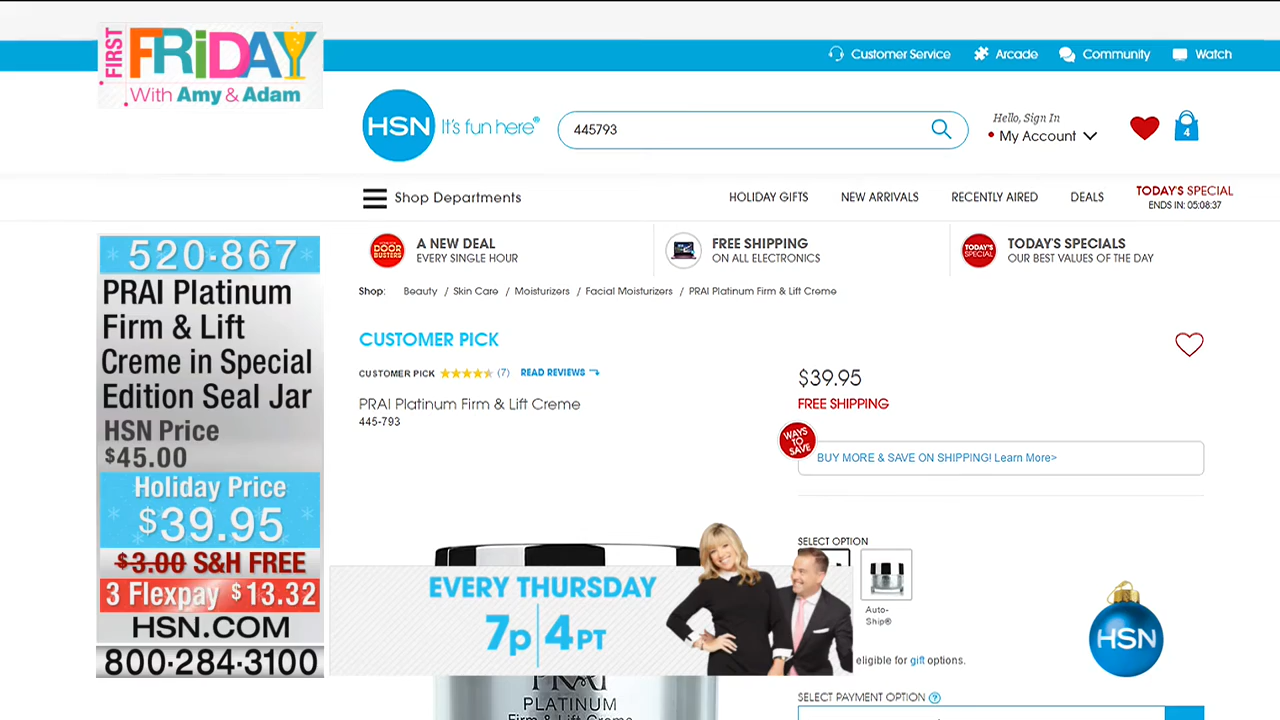 FIRST
FRiDAY
With Amy & Adam
Customer Service
Arcade
Community
Watch
HSN
It's fun here®
445793
Hello, Sign In
My Account
4
Shop Departments
HOLIDAY GIFTS
NEW ARRIVALS
RECENTLY AIRED
DEALS
TODAY'S SPECIAL
ENDS IN: 05:08:37
DOOR
BUSTERS
A NEW DEAL
EVERY SINGLE HOUR
FREE SHIPPING
ON ALL ELECTRONICS
TODAY'S
SPECIAL
TODAY'S SPECIALS
OUR BEST VALUES OF THE DAY
520-867
PRAI Platinum
Firm & Lift
Creme in Special
Edition Seal Jar
HSN Price
$45.00
Holiday Price
$39.95
$3.00 S&H FREE
3 Flexpay $13.32
HSN.COM
800-284-3100
Shop: Beauty / Skin Care / Moisturizers / Facial Moisturizers / PRAI Platinum Firm & Lift Creme
CUSTOMER PICK
CUSTOMER PICK (7) READ REVIEWS
PRAI Platinum Firm & Lift Creme
445-793
$39.95
FREE SHIPPING
WAYS
TO
SAVE
BUY MORE & SAVE ON SHIPPING! Learn More>
SELECT OPTION
Auto-
Ship®
EVERY THURSDAY
7p 4PT
HSN
eligible for gift options.
SELECT PAYMENT OPTION ?
PRAI
PLATINUM
Firm & Lift Creme